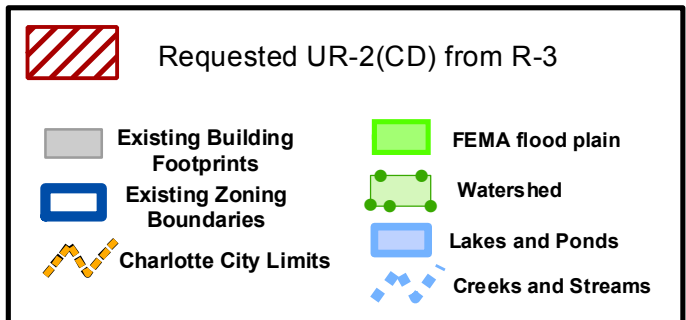 Requested UR-2(CD) from R-3
Existing Building
Footprints
Existing Zoning
Boundaries
Charlotte City Limits
FEMA flood plain
Watershed
Lakes and Ponds
Creeks and Streams